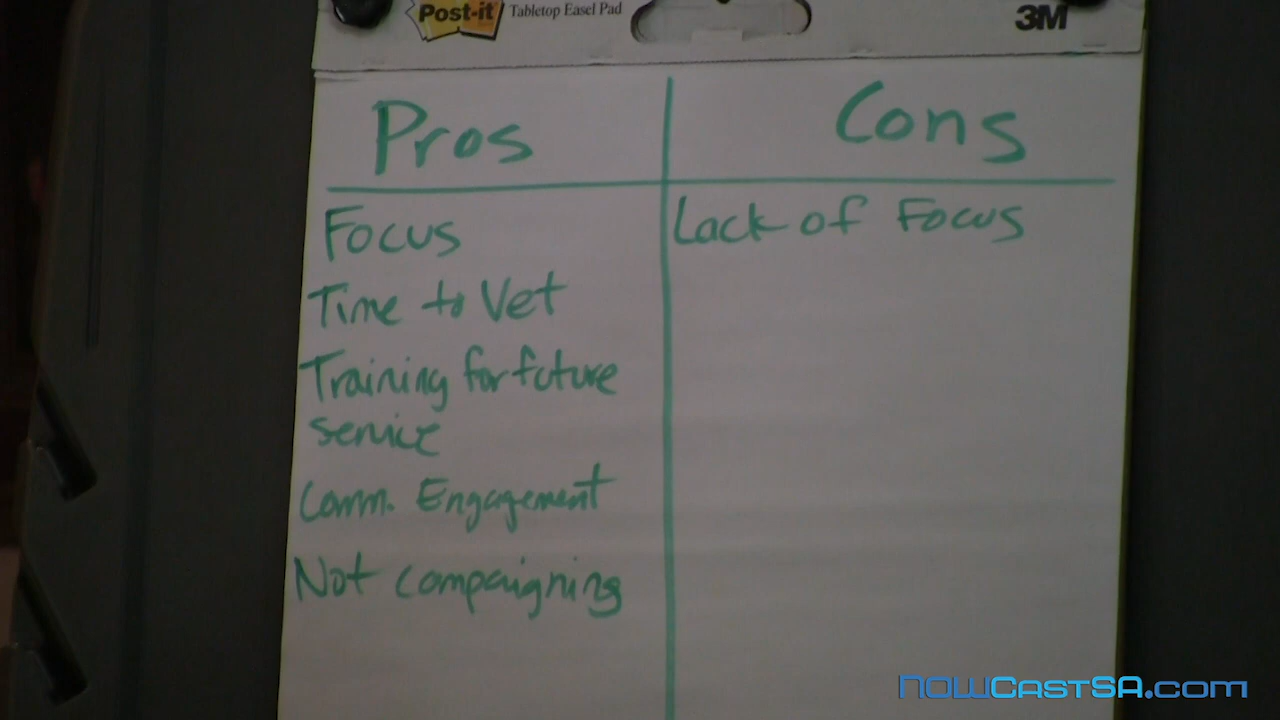 Post-it Tabletop Easel Pad 3M
Pros Cons
Focus Lack of Focus
Time to Vet
Training for future
service
Comm. Engagement
Not campaigning
NOWCastSA.com